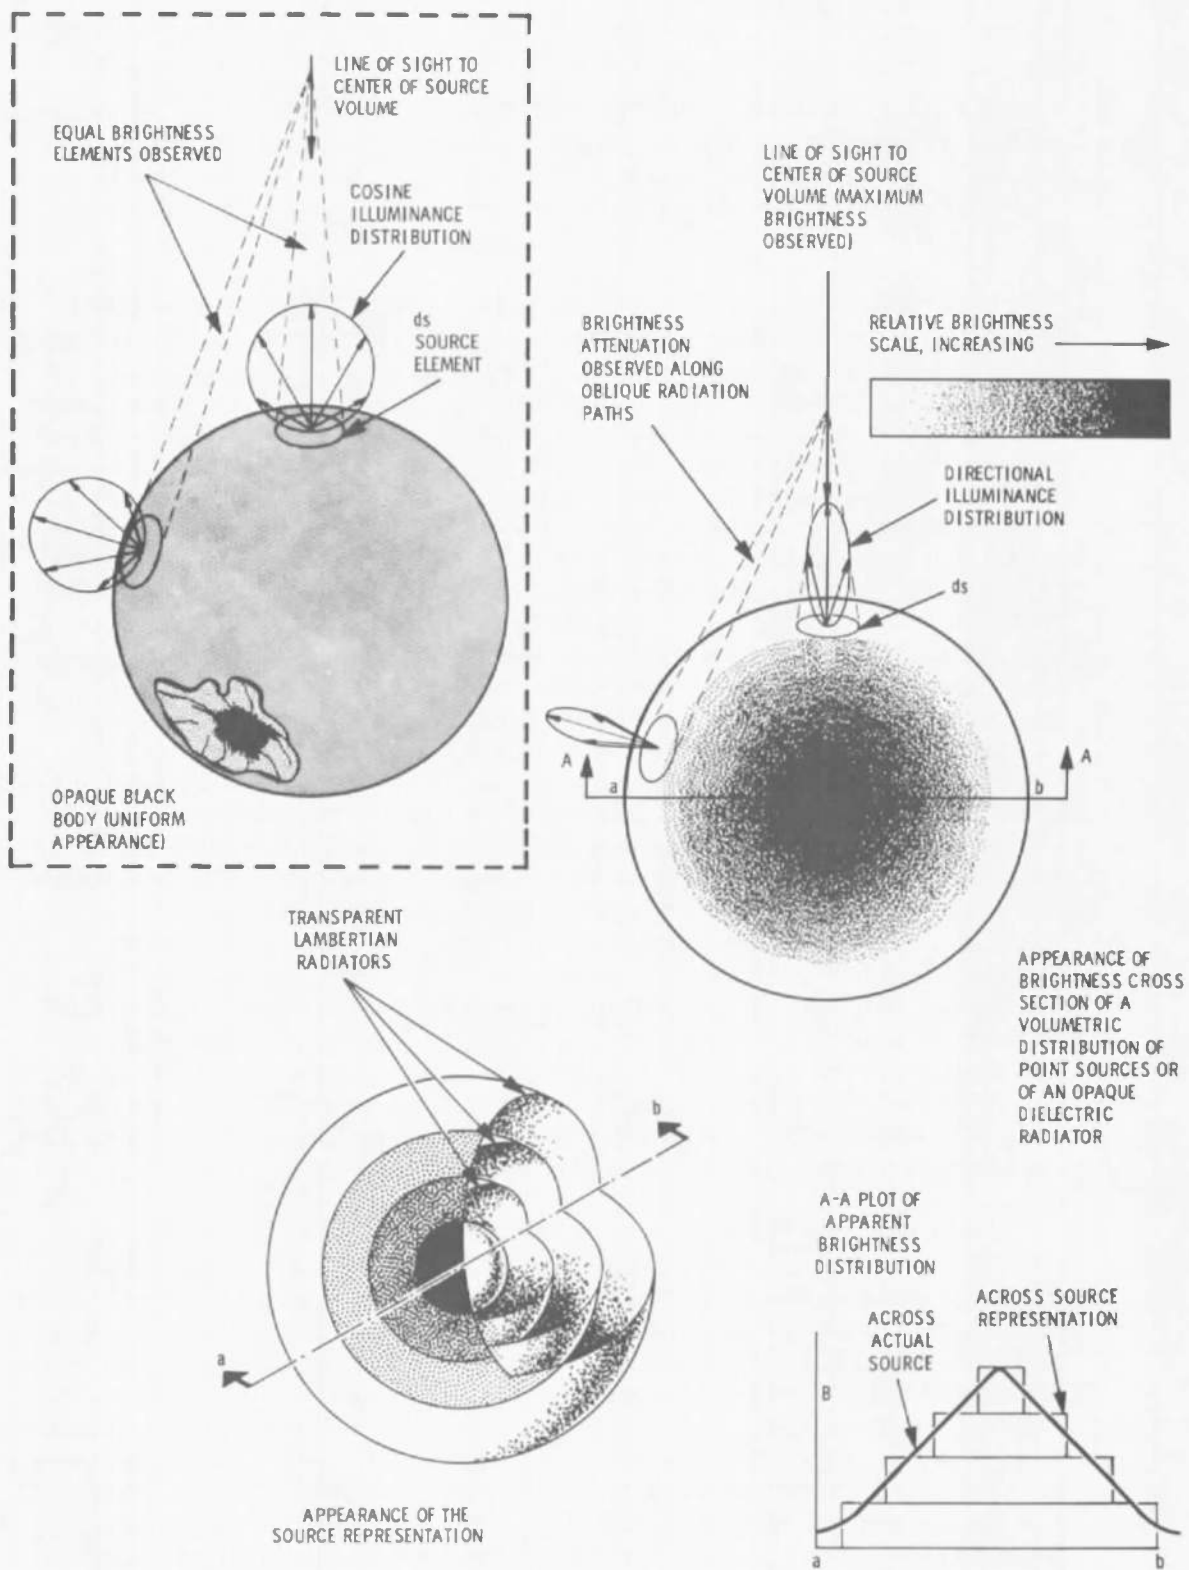 LINE OF SIGHT TO
CENTER OF SOURCE
VOLUME
EQUAL BRIGHTNESS
ELEMENTS OBSERVED
COSINE
ILLUMINANCE
DISTRIBUTION
ds
SOURCE
ELEMENT
OPAQUE BLACK
BODY (UNIFORM
APPEARANCE)
LINE OF SIGHT TO
CENTER OF SOURCE
VOLUME (MAXIMUM
BRIGHTNESS
OBSERVED)
BRIGHTNESS
ATTENUATION
OBSERVED ALONG
OBLIQUE RADIATION
PATHS
RELATIVE BRIGHTNESS
SCALE, INCREASING
DIRECTIONAL
ILLUMINANCE
DISTRIBUTION
ds
A
a
b
A
TRANSPARENT
LAMBERTIAN
RADIATORS
b
a
APPEARANCE OF THE
SOURCE REPRESENTATION
APPEARANCE OF
BRIGHTNESS CROSS
SECTION OF A
VOLUMETRIC
DISTRIBUTION OF
POINT SOURCES OR
OF AN OPAQUE
DIELECTRIC
RADIATOR
A-A PLOT OF
APPARENT
BRIGHTNESS
DISTRIBUTION
ACROSS
ACTUAL
SOURCE
ACROSS SOURCE
REPRESENTATION
B
a
b